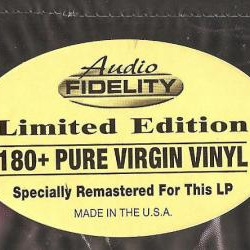 Audio
FIDELITY
Limited Edition
180+ PURE VIRGIN VINYL
Specially Remastered For This LP
MADE IN THE U.S.A.